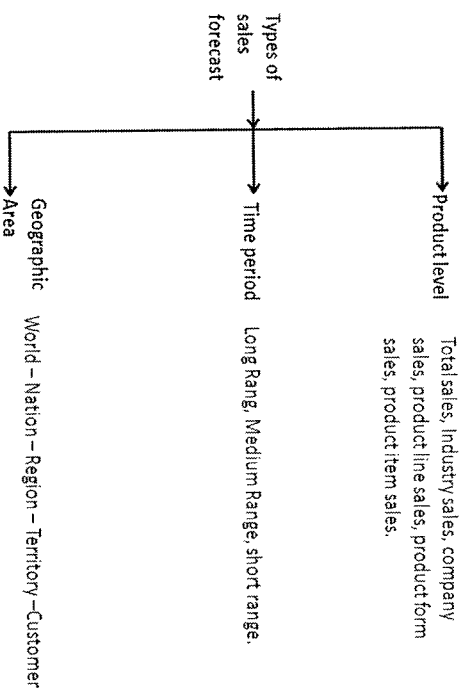 Types of
sales
forecast
Product level
Total sales, Industry sales, company
sales, product line sales, product form
sales, product item sales.
Time period
Long Rang, Medium Range, short range.
Geographic
Area
World – Nation – Region – Territory –Customer